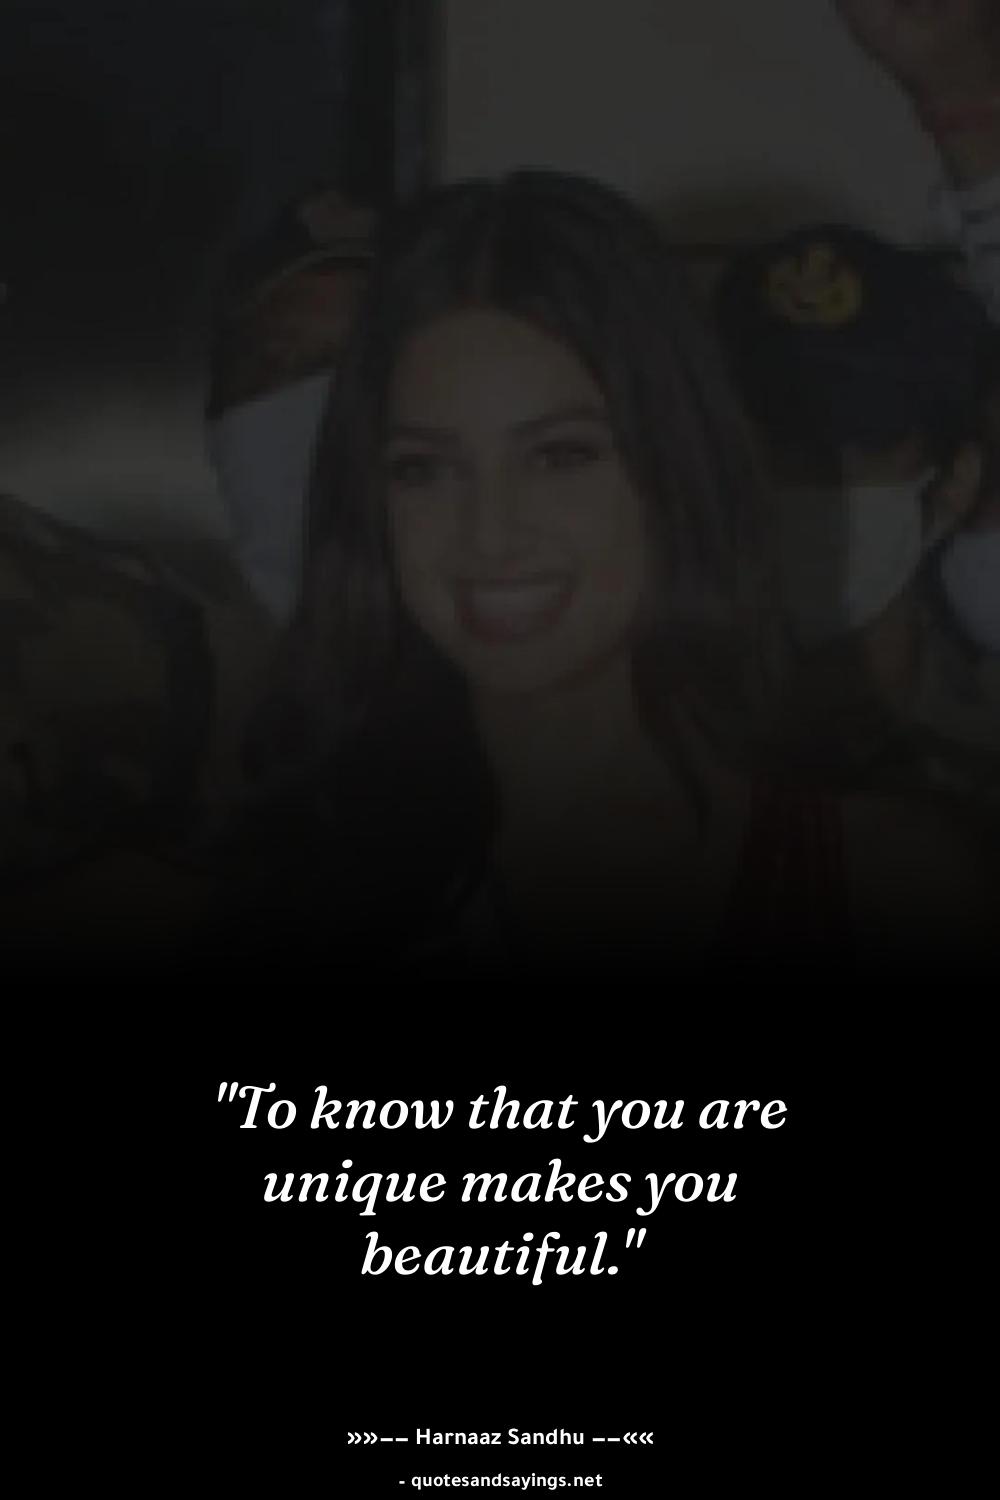 "To know that you are
unique makes you
beautiful."
»»−− Harnaaz Sandhu −−««
- quotesandsayings.net